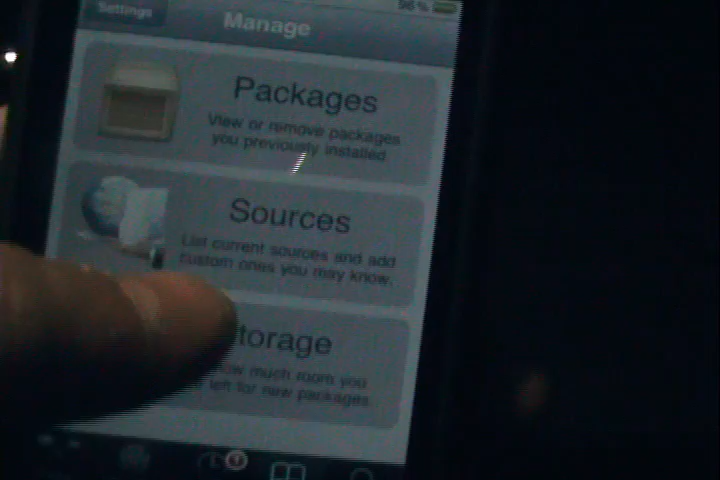 96%
Settings
Manage
Packages
View or remove packages
you previously installed.
Sources
List current sources and add
custom ones you may know.
torage
much room you
left for new packages